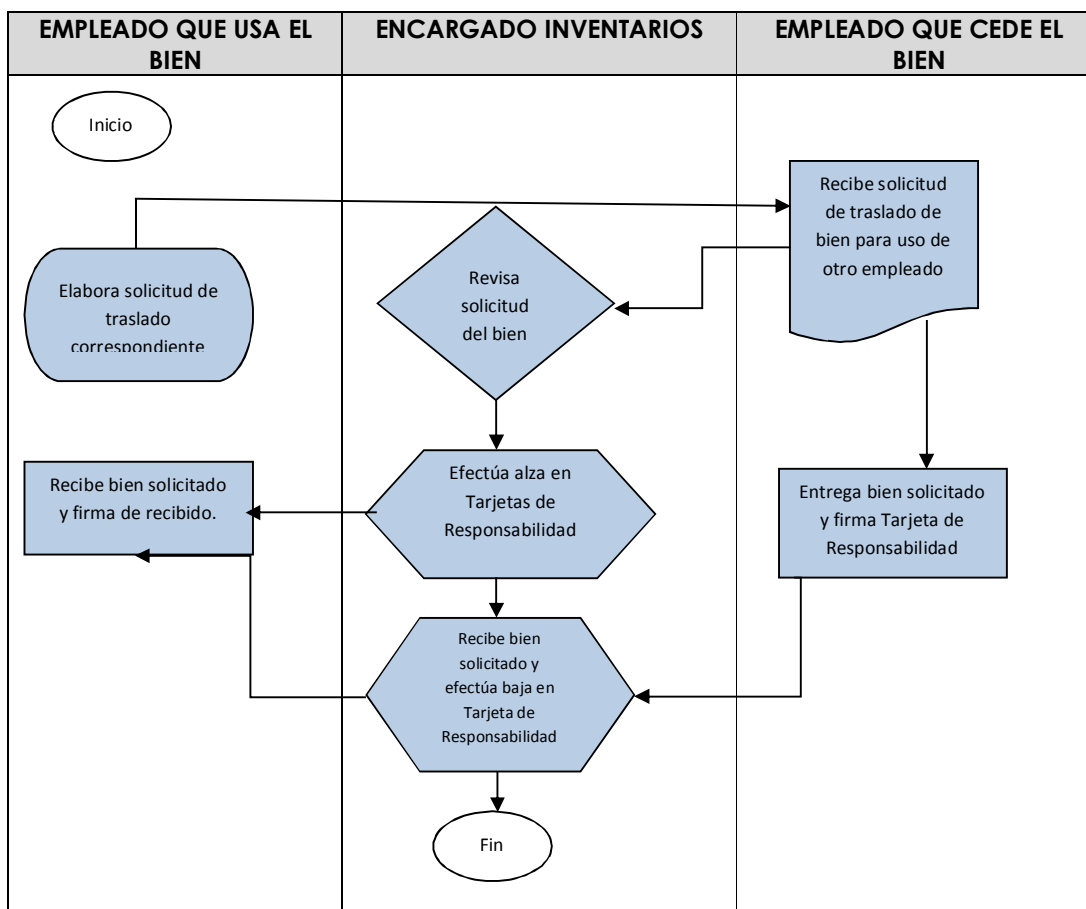 EMPLEADO QUE USA EL
BIEN
ENCARGADO INVENTARIOS
EMPLEADO QUE CEDE EL
BIEN
Inicio
Recibe solicitud
de traslado de
bien para uso de
otro empleado
Elabora solicitud de
traslado
correspondiente
Revisa
solicitud
del bien
Recibe bien solicitado
y firma de recibido.
Efectúa alza en
Tarjetas de
Responsabilidad
Entrega bien solicitado
y firma Tarjeta de
Responsabilidad
Recibe bien
solicitado y
efectúa baja en
Tarjeta de
Responsabilidad
Fin